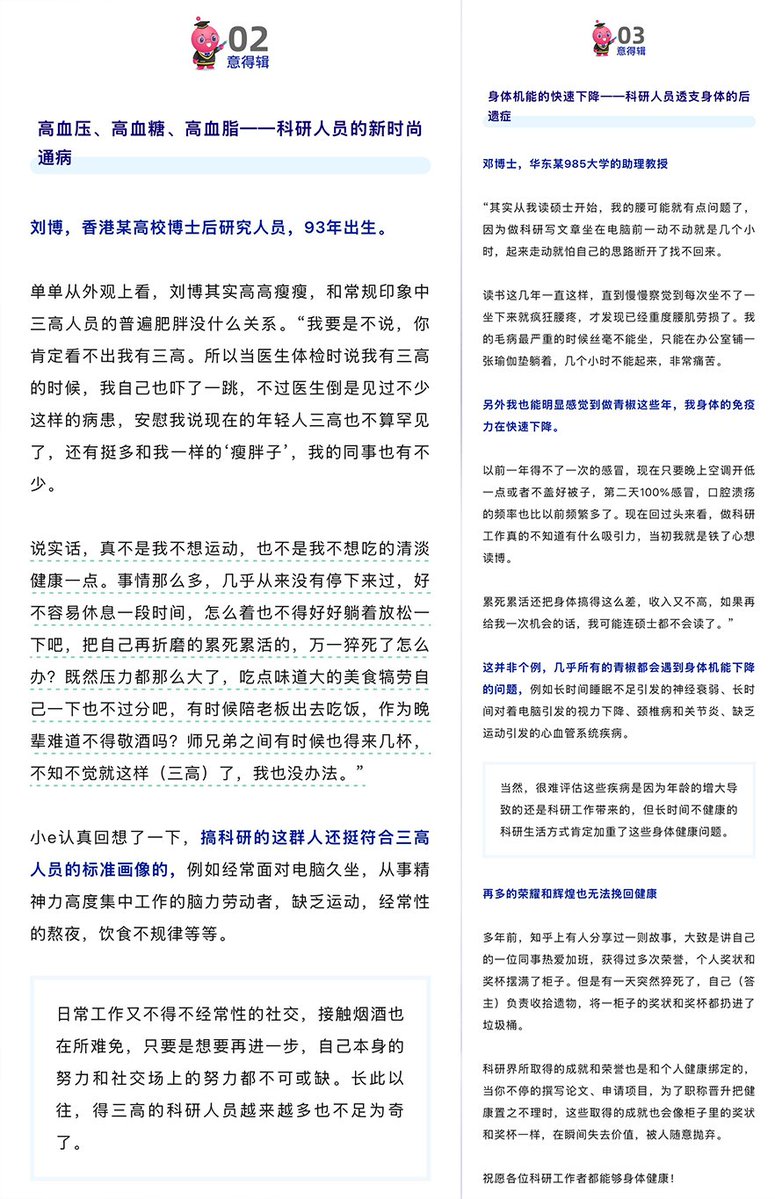 02
意得辑
高血压、高血糖、高血脂——科研人员的新时尚
通病
刘博，香港某高校博士后研究人员，93年出生。
单单从外观上看，刘博其实高高瘦瘦，和常规印象中
三高人员的普遍肥胖没什么关系。“我要是不说，你
肯定看不出我有三高。所以当医生体检时说我有三高
的时候，我自己也吓了一跳，不过医生倒是见过不少
这样的病患，安慰我说现在的年轻人三高也不算罕见
了，还有挺多和我一样的‘瘦胖子’，我的同事也有不
少。
说实话，真不是我不想运动，也不是我不想吃的清淡
健康一点。事情那么多，几乎从来没有停下来过，好
不容易休息一段时间，怎么着也不得好好躺着放松一
下吧，把自己再折磨的累死累活的，万一猝死了怎么
办？既然压力都那么大了，吃点味道大的美食犒劳自
己一下也不过分吧，有时候陪老板出去吃饭，作为晚
辈难道不得敬酒吗？师兄弟之间有时候也得来几杯，
不知不觉就这样（三高）了，我也没办法。”
小e认真回想了一下，搞科研的这群人还挺符合三高
人员的标准画像的，例如经常面对电脑久坐，从事精
神力高度集中工作的脑力劳动者，缺乏运动，经常性
的熬夜，饮食不规律等等。
日常工作又不得不经常性的社交，接触烟酒也
在所难免，只要是想要再进一步，自己本身的
努力和社交场上的努力都不可或缺。长此以
往，得三高的科研人员越来越多也不足为奇
了。
03
意得辑
身体机能的快速下降——科研人员透支身体的后
遗症
邓博士，华东某985大学的助理教授
“其实从我读硕士开始，我的腰可能就有点问题了，
因为做科研写文章坐在电脑前一动不动就是几个小
时，起来走动就怕自己的思路断开了找不回来。
读书这几年一直这样，直到慢慢察觉到每次坐不了一
坐下来就疯狂腰疼，才发现已经重度腰肌劳损了。我
的毛病最严重的时候丝毫不能坐，只能在办公室铺一
张瑜伽垫躺着，几个小时不能起来，非常痛苦。
另外我也能明显感觉到做青椒这些年，我身体的免疫
力在快速下降。
以前一年得不了一次的感冒，现在只要晚上空调开低
一点或者不盖好被子，第二天100%感冒，口腔溃疡
的频率也比以前频繁多了。现在回过头来看，做科研
工作真的不知道有什么吸引力，当初我就是铁了心想
读博。
累死累活还把身体搞得这么差，收入又不高，如果再
给我一次机会的话，我可能连硕士都不会读了。”
这并非个例，几乎所有的青椒都会遇到身体机能下降
的问题，例如长时间睡眠不足引发的神经衰弱、长时
间对着电脑引发的视力下降、颈椎病和关节炎、缺乏
运动引发的心血管系统疾病。
当然，很难评估这些疾病是因为年龄的增大导
致的还是科研工作带来的，但长时间不健康的
科研生活方式肯定加重了这些身体健康问题。
再多的荣耀和辉煌也无法挽回健康
多年前，知乎上有人分享过一则故事，大致是讲自己
的一位同事热爱加班，获得过多次荣誉，个人奖状和
奖杯摆满了柜子。但是有一天突然猝死了，自己（答
主）负责收拾遗物，将一柜子的奖状和奖杯都扔进了
垃圾桶。
科研界所取得的成就和荣誉也是和个人健康绑定的，
当你不停的撰写论文、申请项目，为了职称晋升把健
康置之不理时，这些取得的成就也会像柜子里的奖状
和奖杯一样，在瞬间失去价值，被人随意抛弃。
祝愿各位科研工作者都能够身体健康！